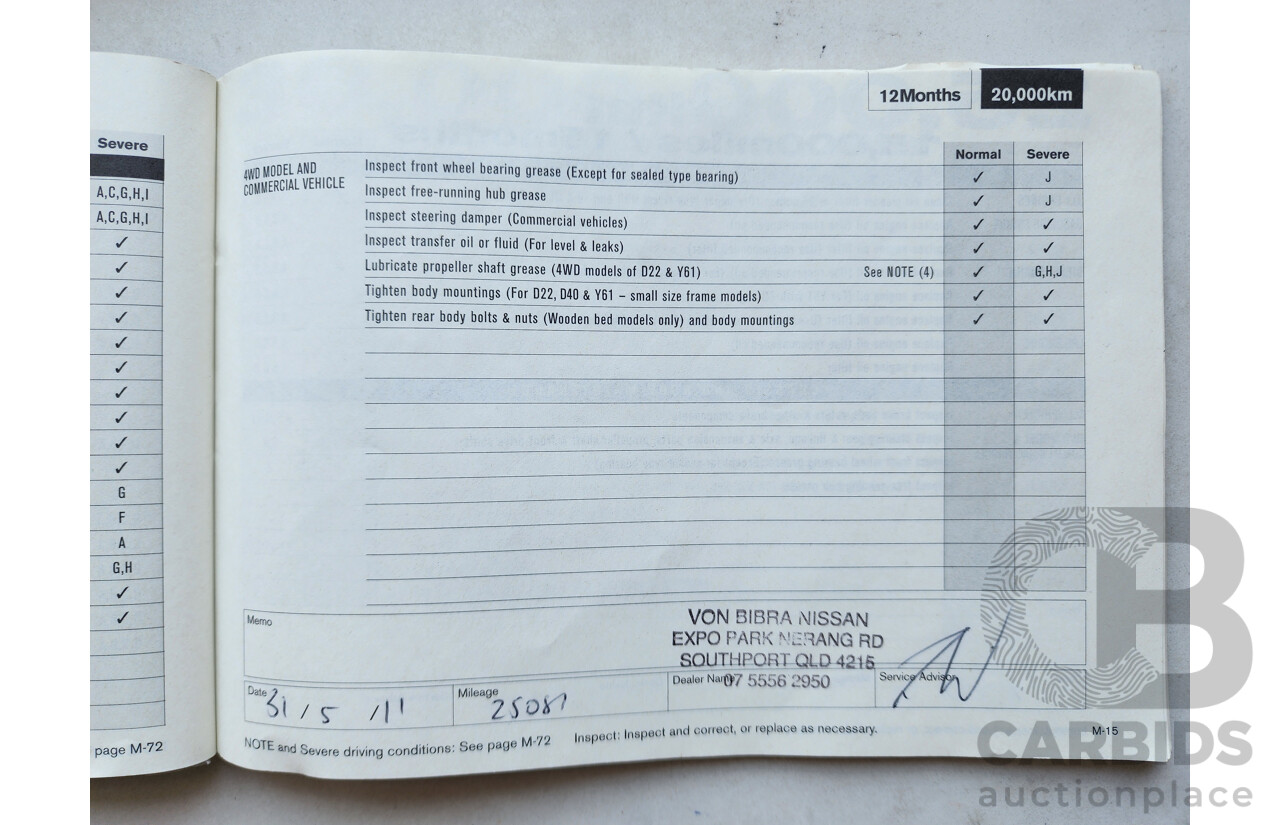 Severe
A,C,G,H,I
A,C,G,H,I
✓
✓
✓
✓
✓
✓
✓
✓
✓
✓
G
F
A
G,H
✓
✓
page M-72
12Months 20,000km
Normal Severe
4WD MODEL AND
COMMERCIAL VEHICLE
Inspect front wheel bearing grease (Except for sealed type bearing) ✓ J
Inspect free-running hub grease ✓ J
Inspect steering damper (Commercial vehicles) ✓ ✓
Inspect transfer oil or fluid (For level & leaks) ✓ ✓
Lubricate propeller shaft grease (4WD models of D22 & Y61) See NOTE (4) ✓ G,H,J
Tighten body mountings (For D22, D40 & Y61 – small size frame models) ✓ ✓
Tighten rear body bolts & nuts (Wooden bed models only) and body mountings ✓ ✓
Memo
VON BIBRA NISSAN
EXPO PARK NERANG RD
SOUTHPORT QLD 4215
07 5556 2950
Date 31 / 5 / 11
Mileage 25087
Dealer Name
Service Advisor
NOTE and Severe driving conditions: See page M-72 Inspect: Inspect and correct, or replace as necessary. M-15
CB
CARBIDS
auctionplace